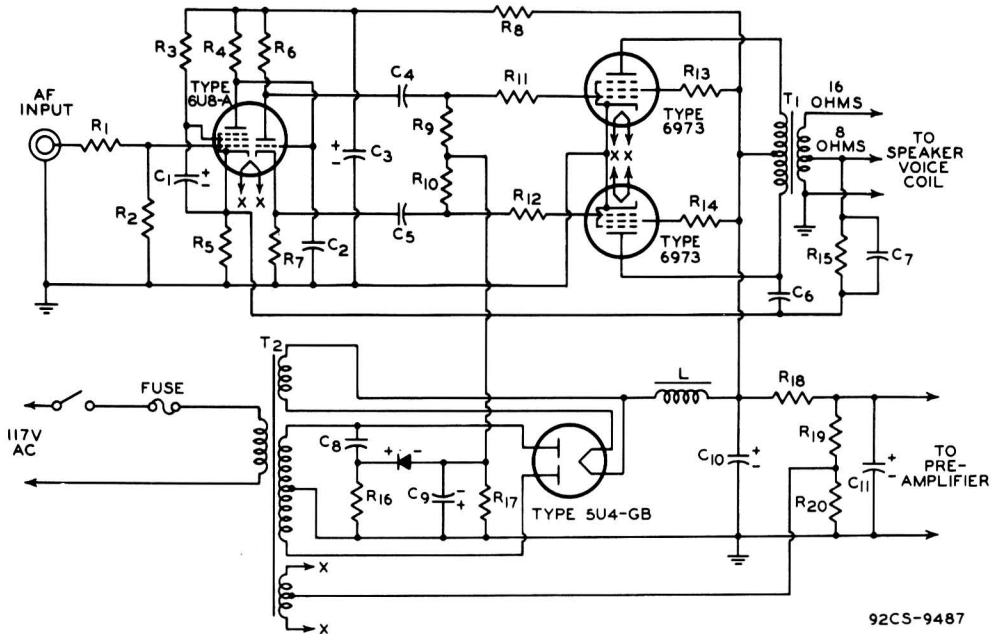 R8
R3
R4
R6
TYPE
6U8-A
C4
R11
R13
TYPE
6973
AF
INPUT
R1
R9
T1
16
OHMS
8
OHMS
TO
SPEAKER
VOICE
COIL
+
-
C1
+
-
C3
X X
X X
R10
R2
R5
R7
C2
C5
R12
R14
TYPE
6973
R15
C7
C6
T2
FUSE
117V
AC
L
R18
C8
+
-
R16
C9
-
+
R17
TYPE 5U4-GB
C10
+
-
R19
R20
C11
+
-
TO
PRE-
AMPLIFIER
X
X
92CS-9487